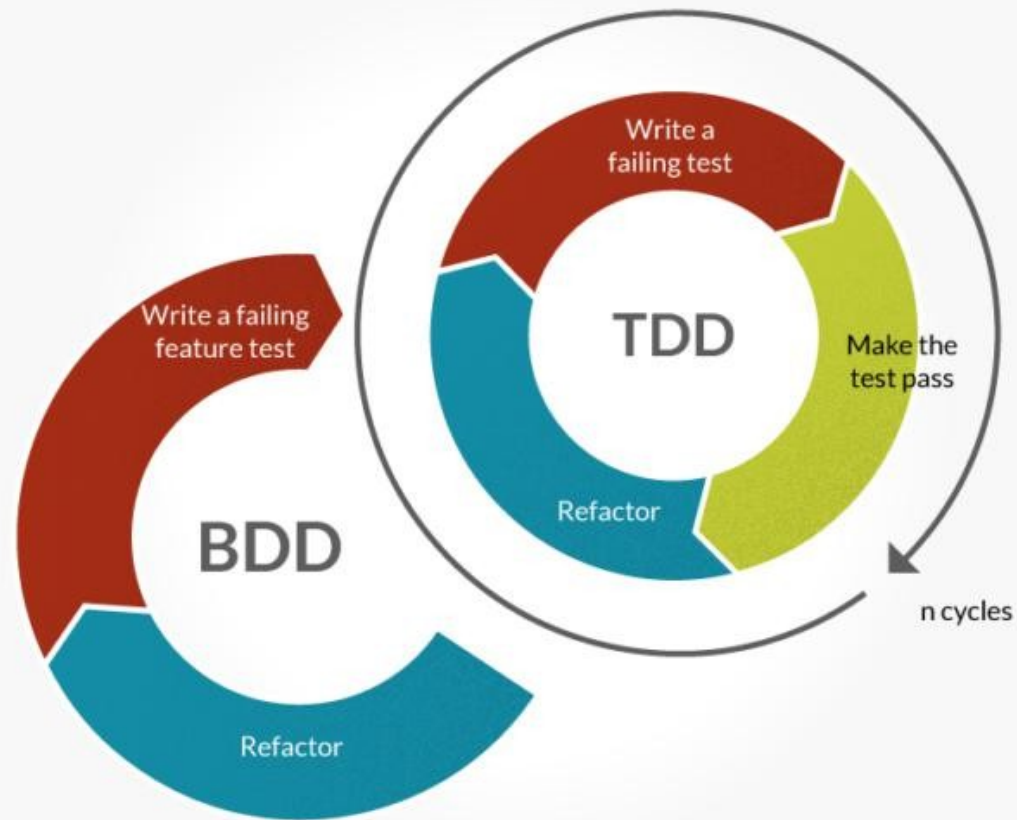 Write a
failing test
TDD
Make the
test pass
Refactor
n cycles
Write a failing
feature test
BDD
Refactor